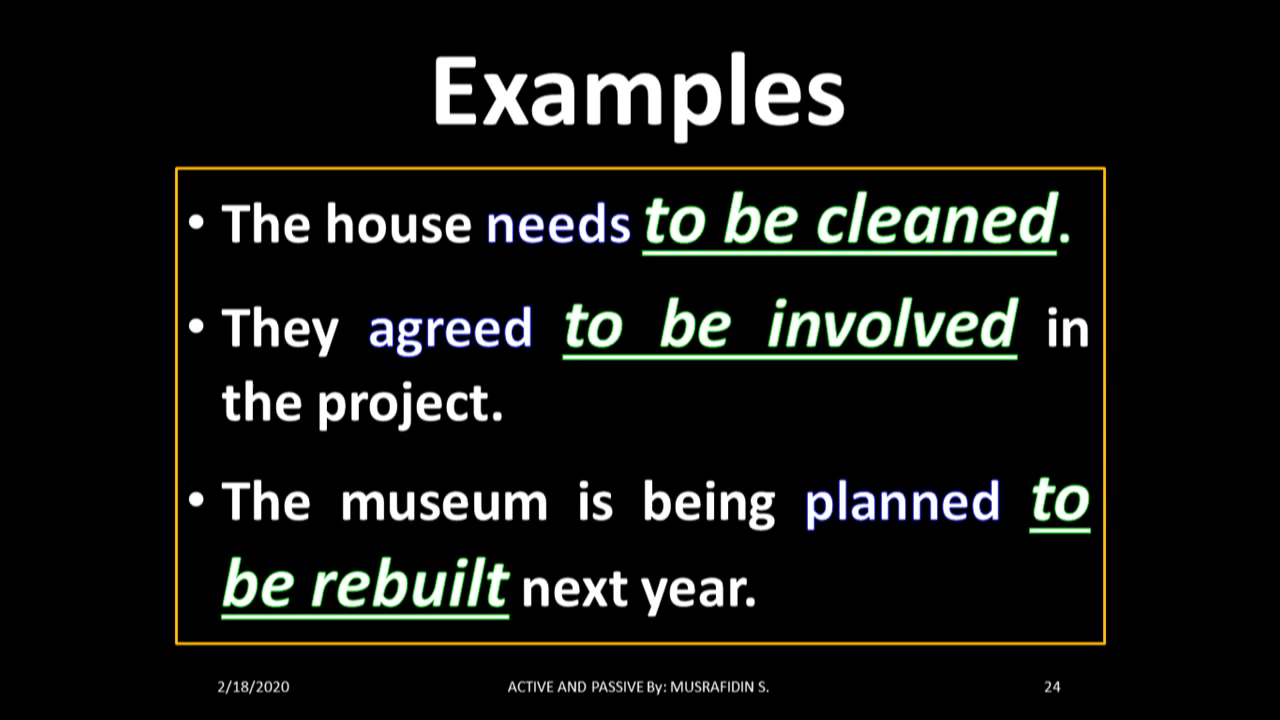 Examples
• The house needs to be cleaned.
• They agreed to be involved in
the project.
• The museum is being planned to
be rebuilt next year.
2/18/2020 ACTIVE AND PASSIVE By: MUSRAFIDIN S. 24